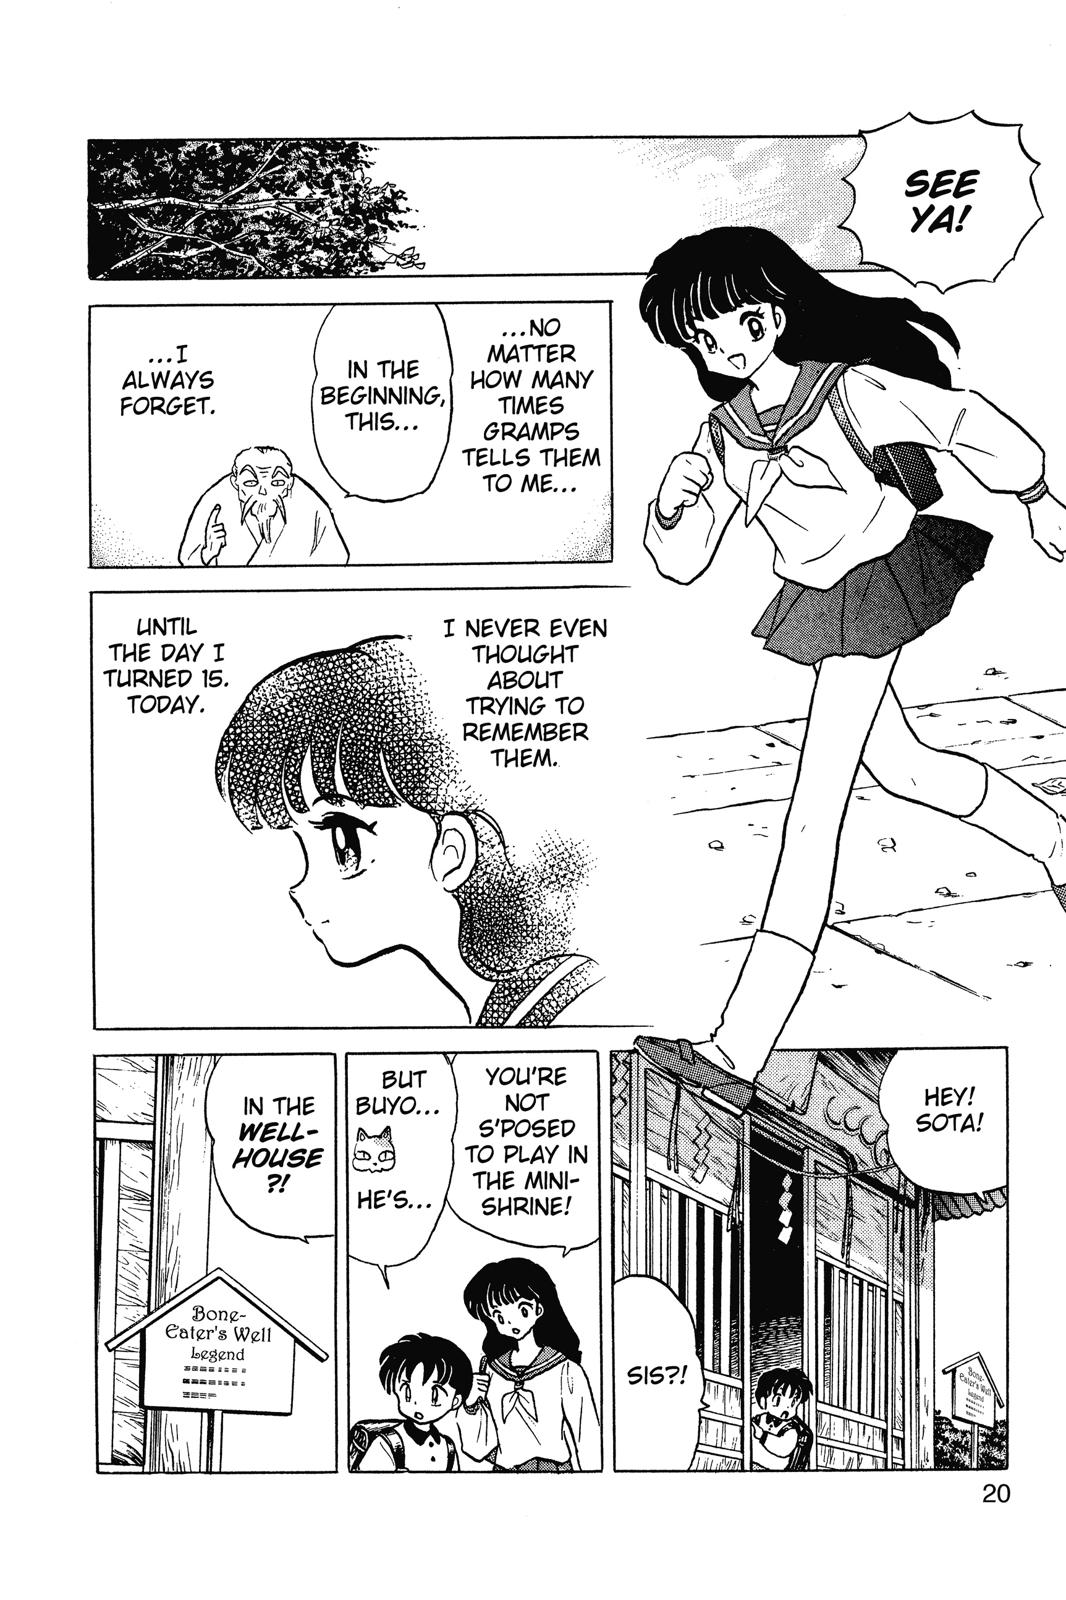 SEE
YA!
...NO
MATTER
HOW MANY
TIMES
GRAMPS
TELLS THEM
TO ME...
IN THE
BEGINNING,
THIS...
...I
ALWAYS
FORGET.
I NEVER EVEN
THOUGHT
ABOUT
TRYING TO
REMEMBER
THEM.
UNTIL
THE DAY I
TURNED 15.
TODAY.
HEY!
SOTA!
SIS?!
Bone-
Eater's Well
Legend
YOU'RE
NOT
S'POSED
TO PLAY IN
THE MINI-
SHRINE!
BUT
BUYO...
HE'S...
IN THE
WELL-
HOUSE
?!
Bone-
Eater's Well
Legend
20